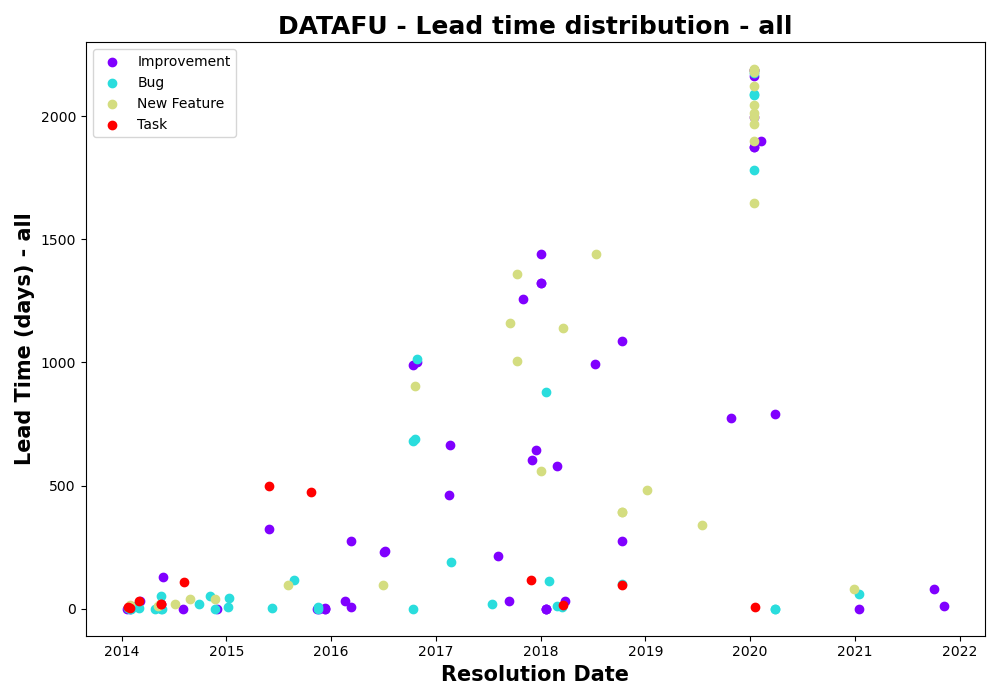 DATAFU - Lead time distribution - all
Improvement
Bug
New Feature
Task
Lead Time (days) - all
2000
1500
1000
500
0
2014 2015 2016 2017 2018 2019 2020 2021 2022
Resolution Date